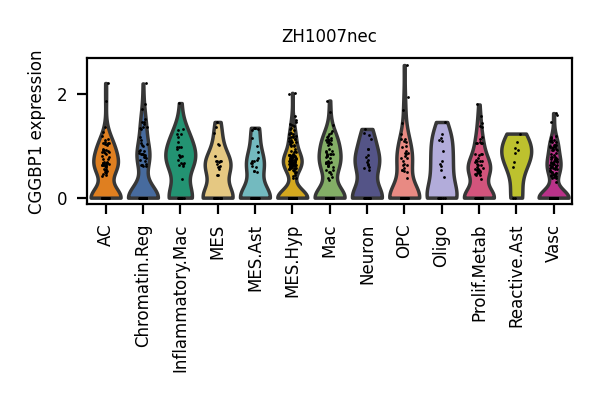 ZH1007nec
CGGBP1 expression
2
0
AC
Chromatin.Reg
Inflammatory.Mac
MES
MES.Ast
MES.Hyp
Mac
Neuron
OPC
Oligo
Prolif.Metab
Reactive.Ast
Vasc